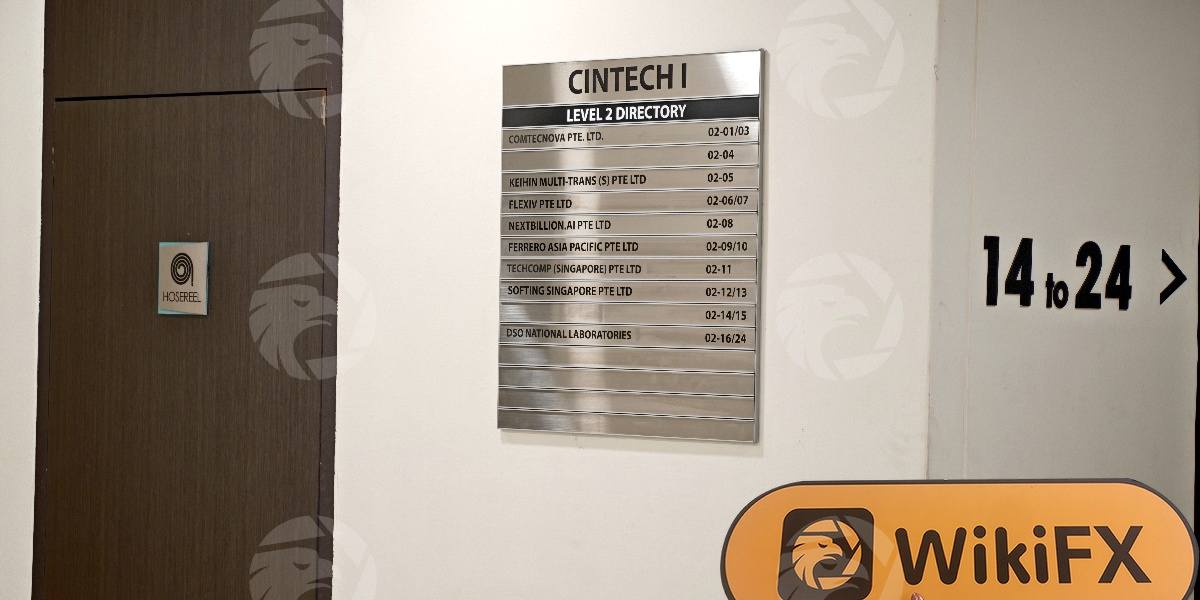 CINTECH I
LEVEL 2 DIRECTORY
COMTECNOVA PTE. LTD. 02-01/03
02-04
KEIHIN MULTI-TRANS (S) PTE LTD 02-05
FLEXIV PTE LTD 02-06/07
NEXTBILLION.AI PTE LTD 02-08
FERRERO ASIA PACIFIC PTE LTD 02-09/10
TECHCOMP (SINGAPORE) PTE LTD 02-11
SOFTING SINGAPORE PTE LTD 02-12/13
02-14/15
DSO NATIONAL LABORATORIES 02-16/24
HOSEREEL
14 to 24 >
WikiFX